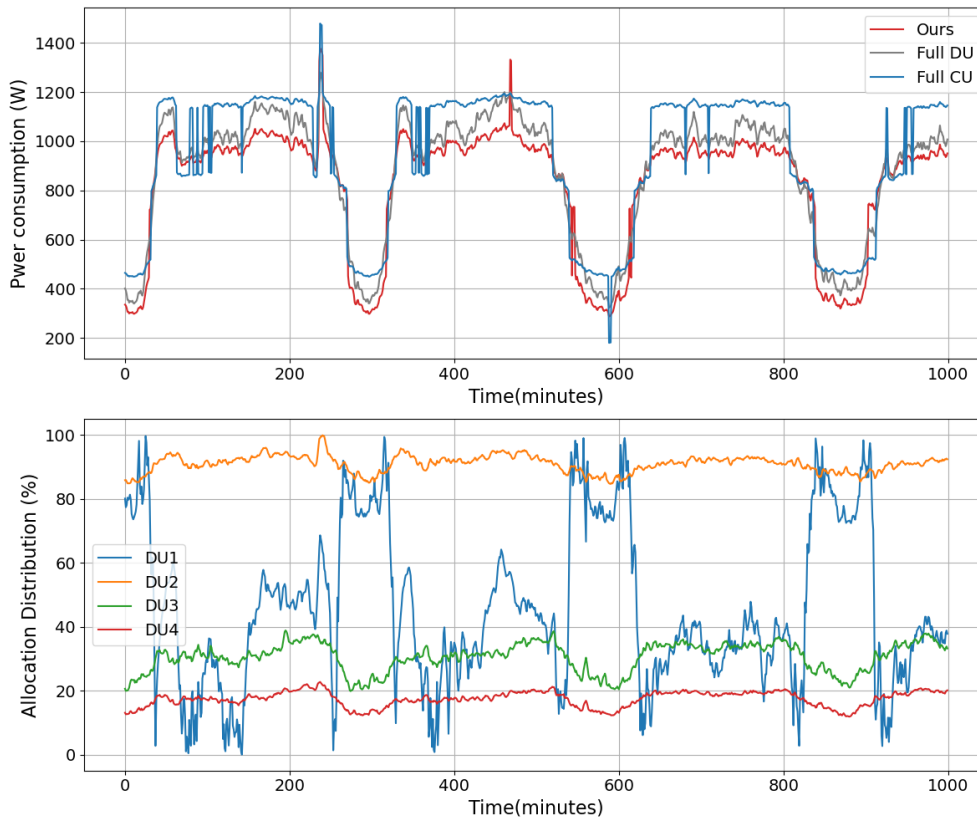 Ours
Full DU
Full CU
Pwer consumption (W)
1400
1200
1000
800
600
400
200
0 200 400 600 800 1000
Time(minutes)
Allocation Distribution (%)
100
80
60
40
20
0
DU1
DU2
DU3
DU4
0 200 400 600 800 1000
Time(minutes)